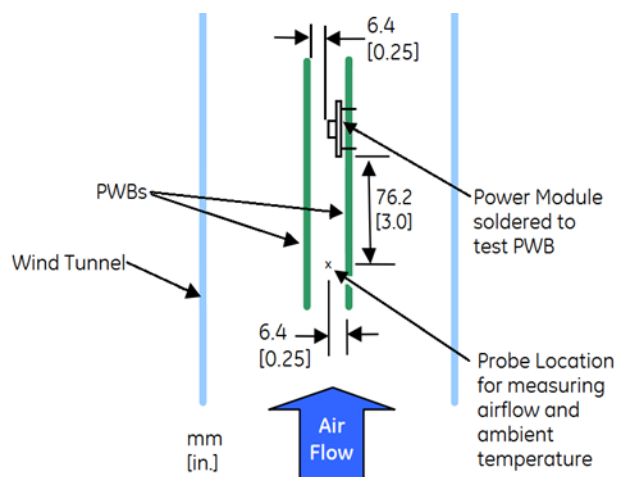 6.4
[0.25]
PWBs
76.2
[3.0]
Power Module
soldered to
test PWB
Wind Tunnel
x
6.4
[0.25]
Probe Location
for measuring
airflow and
ambient
temperature
Air
Flow
mm
[in.]